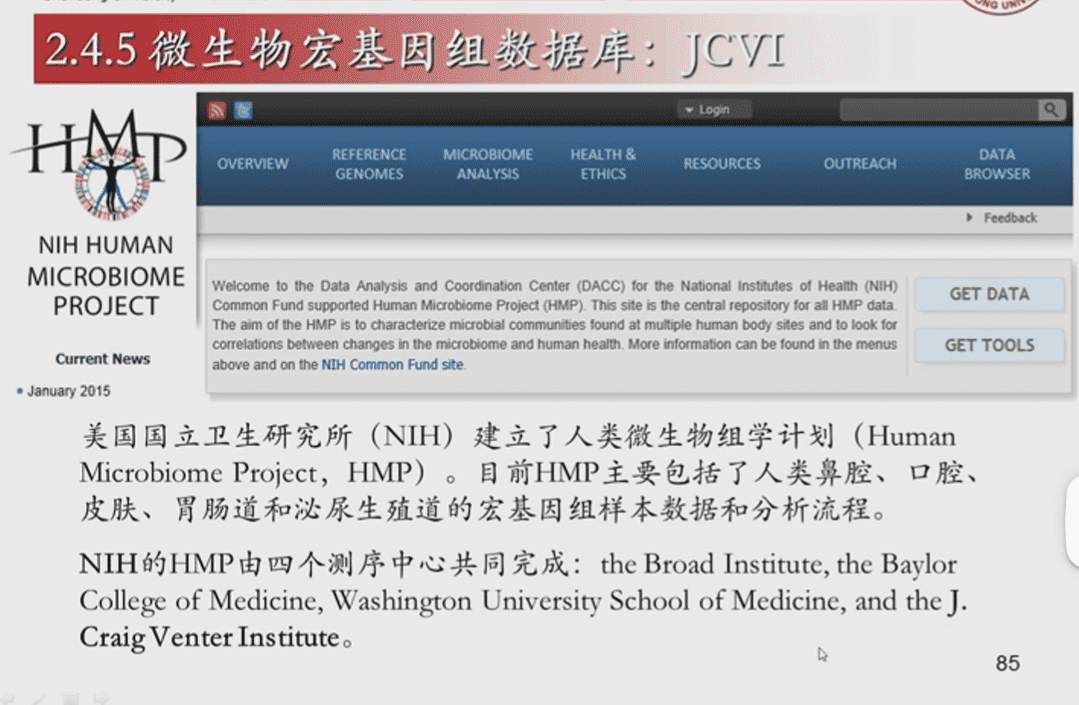 2.4.5 微生物宏基因组数据库：JCVI
Login
HMP
OVERVIEW
REFERENCE
GENOMES
MICROBIOME
ANALYSIS
HEALTH &
ETHICS
RESOURCES
OUTREACH
DATA
BROWSER
Feedback
NIH HUMAN
MICROBIOME
PROJECT
Welcome to the Data Analysis and Coordination Center (DACC) for the National Institutes of Health (NIH)
Common Fund supported Human Microbiome Project (HMP). This site is the central repository for all HMP data.
The aim of the HMP is to characterize microbial communities found at multiple human body sites and to look for
correlations between changes in the microbiome and human health. More information can be found in the menus
above and on the NIH Common Fund site.
GET DATA
GET TOOLS
Current News
• January 2015
美国国立卫生研究所（NIH）建立了人类微生物组学计划（Human
Microbiome Project，HMP）。目前HMP主要包括了人类鼻腔、口腔、
皮肤、胃肠道和泌尿生殖道的宏基因组样本数据和分析流程。
NIH的HMP由四个测序中心共同完成：the Broad Institute, the Baylor
College of Medicine, Washington University School of Medicine, and the J.
Craig Venter Institute。
85